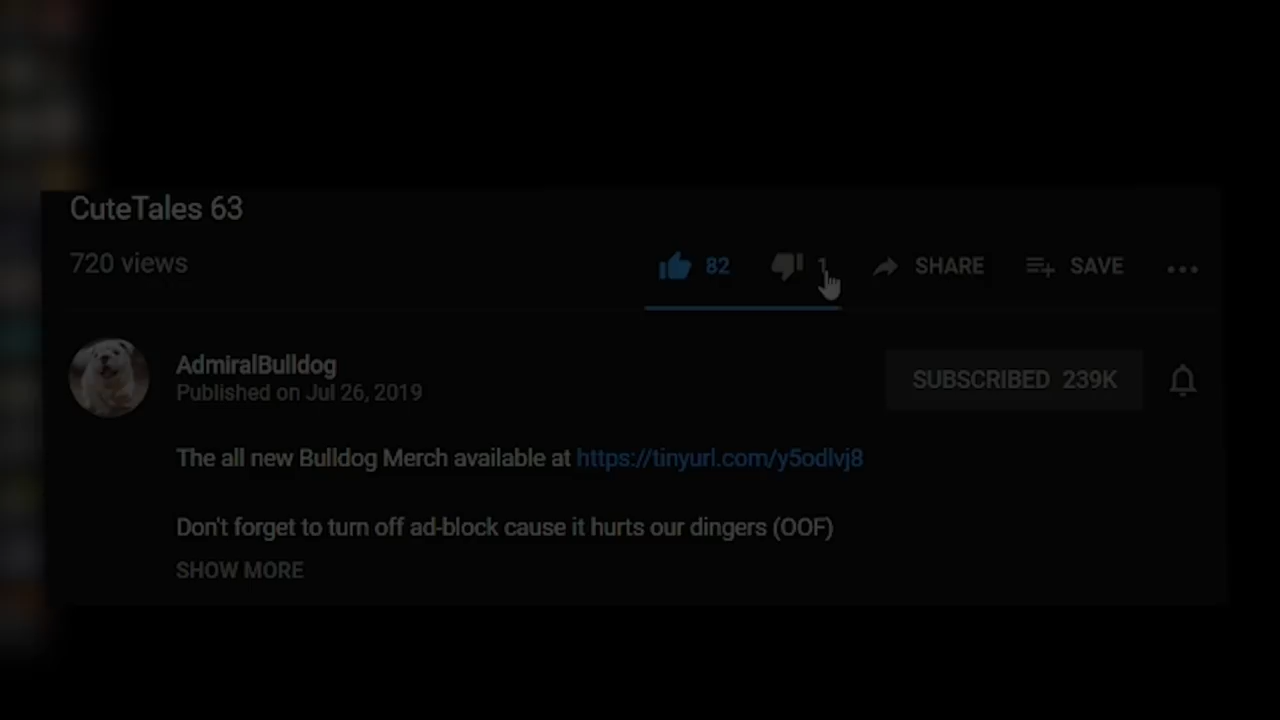 CuteTales 63
720 views
82 1 SHARE SAVE
AdmiralBulldog
Published on Jul 26, 2019
SUBSCRIBED 239K
The all new Bulldog Merch available at https://tinyurl.com/y5odlvj8
Don't forget to turn off ad-block cause it hurts our dingers (OOF)
SHOW MORE